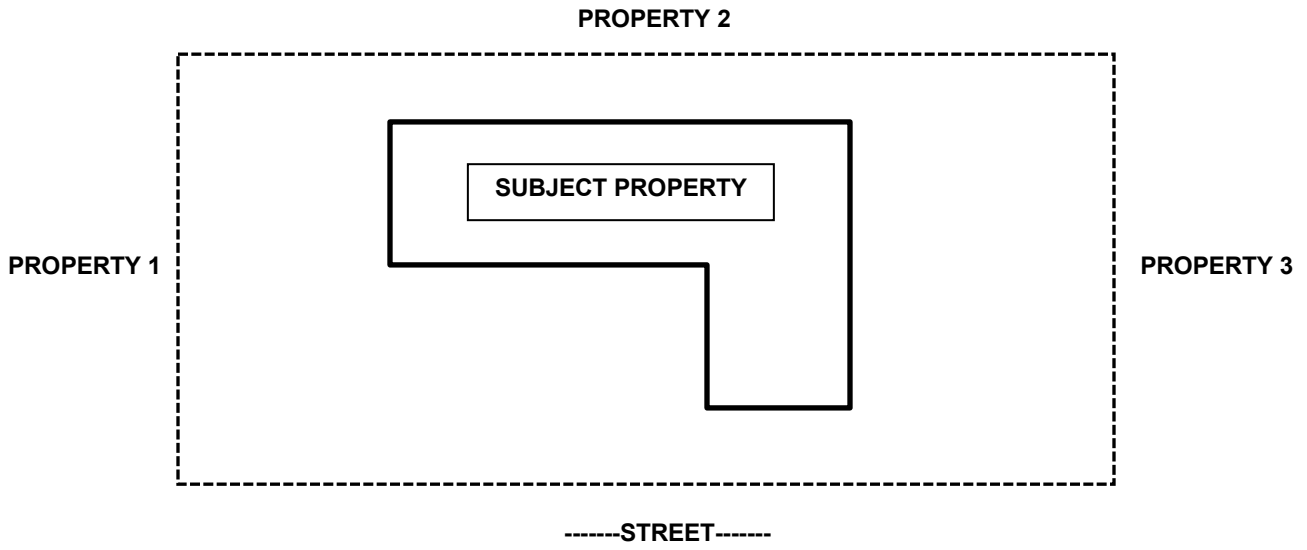 PROPERTY 2
SUBJECT PROPERTY
PROPERTY 1
PROPERTY 3
-------STREET-------